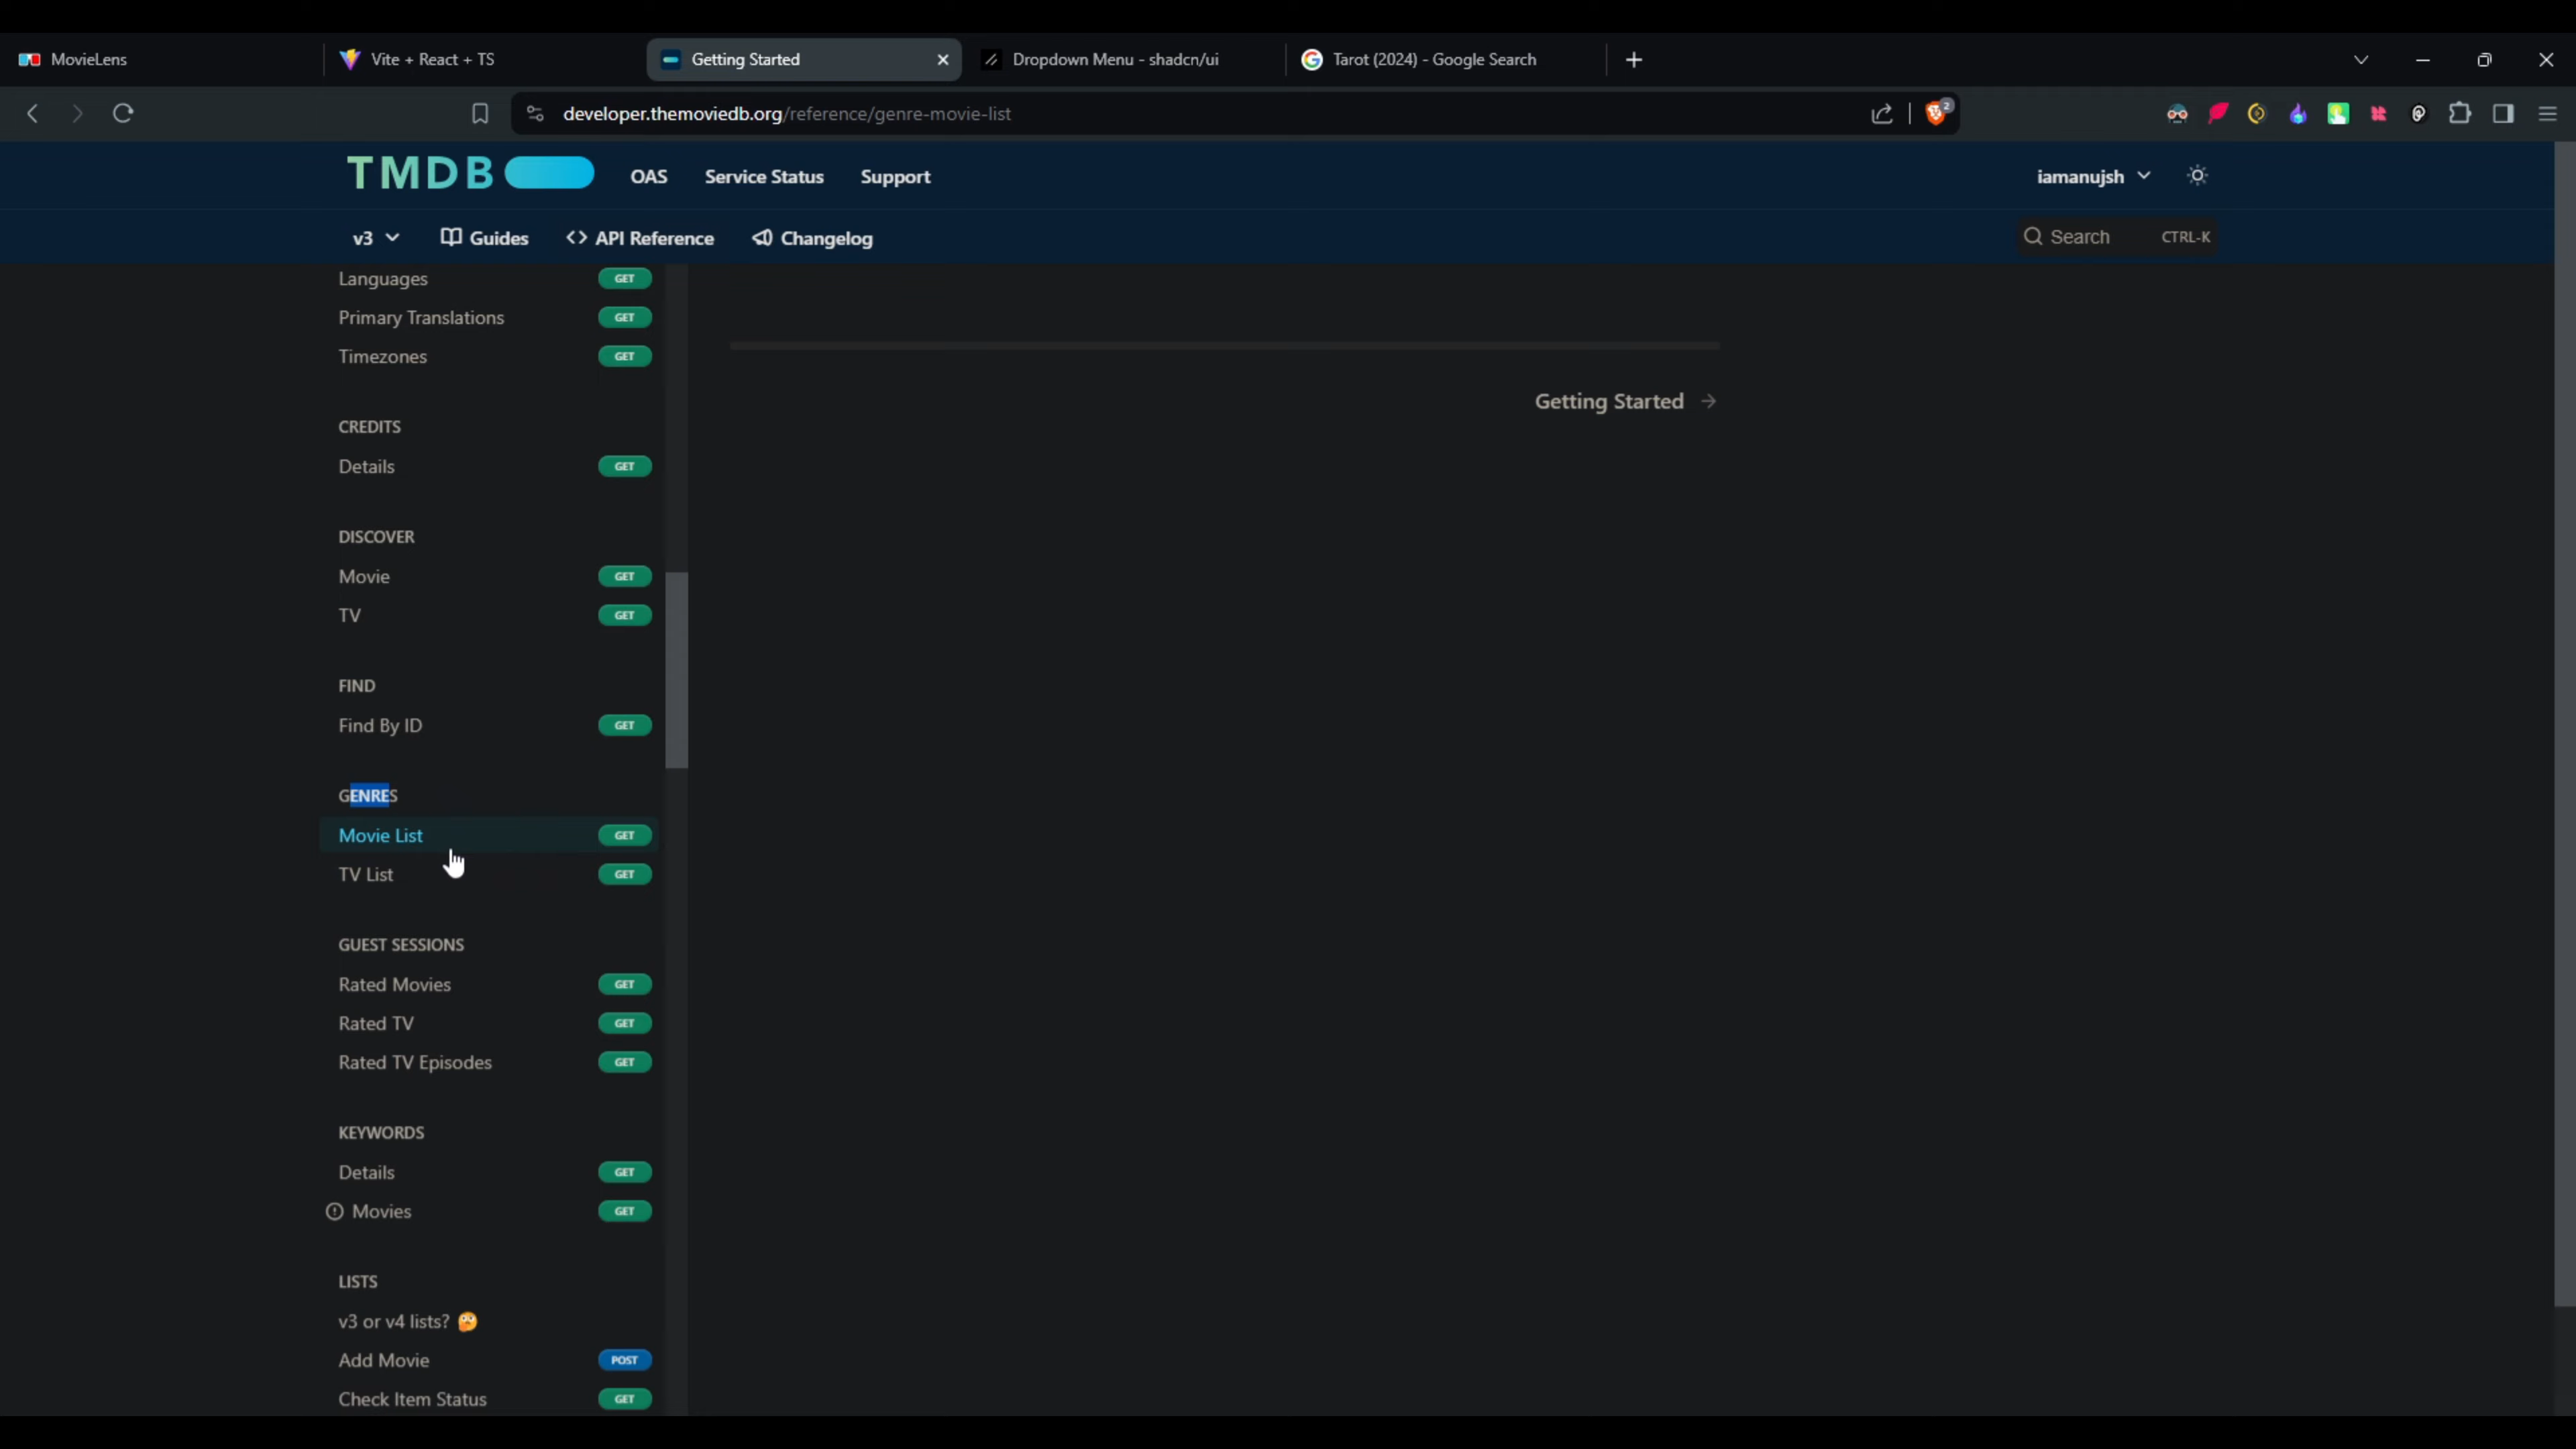 MovieLens
Vite + React + TS
Getting Started
Dropdown Menu - shadcn/ui
Tarot (2024) - Google Search
developer.themoviedb.org/reference/genre-movie-list
2
TMDB
OAS
Service Status
Support
iamanujsh
v3
Guides
API Reference
Changelog
Search
CTRL-K
Languages GET
Primary Translations GET
Timezones GET
CREDITS
Details GET
DISCOVER
Movie GET
TV GET
FIND
Find By ID GET
GENRES
Movie List GET
TV List GET
GUEST SESSIONS
Rated Movies GET
Rated TV GET
Rated TV Episodes GET
KEYWORDS
Details GET
Movies GET
LISTS
v3 or v4 lists? 🤔
Add Movie POST
Check Item Status GET
Getting Started →